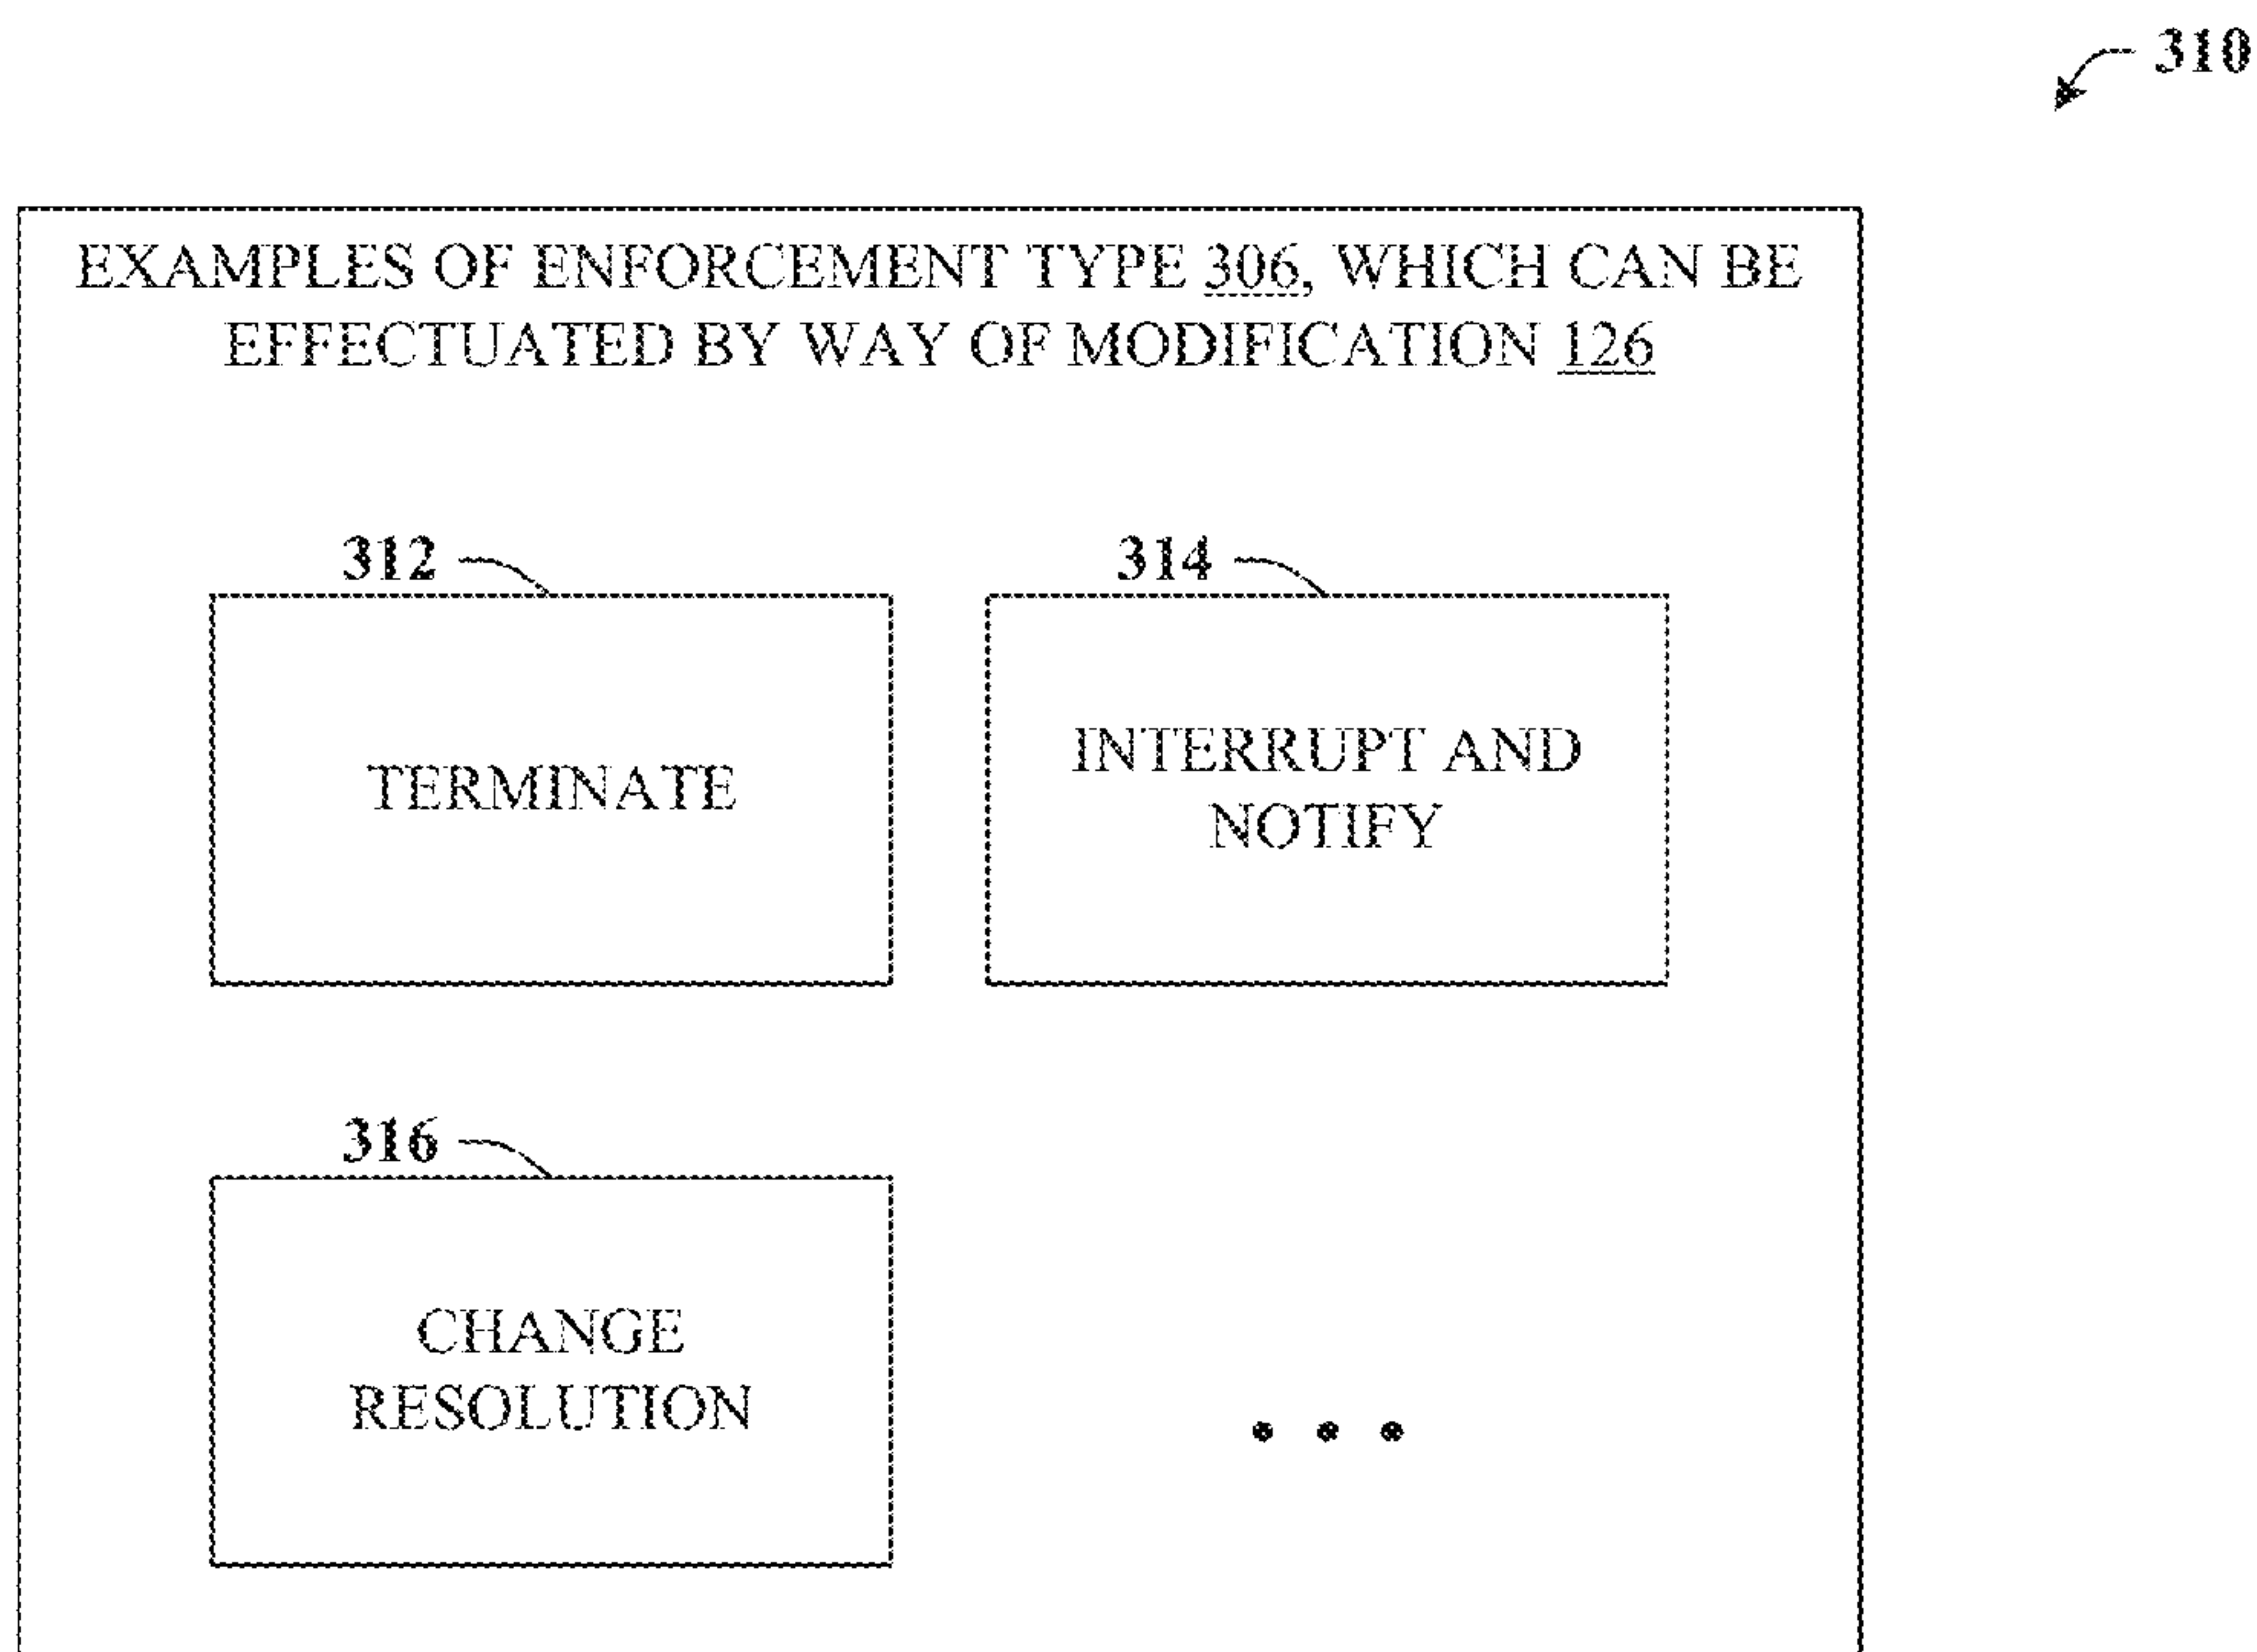 310
EXAMPLES OF ENFORCEMENT TYPE 306, WHICH CAN BE
EFFECTUATED BY WAY OF MODIFICATION 126
312
314
TERMINATE
INTERRUPT AND
NOTIFY
316
CHANGE
RESOLUTION
• • •